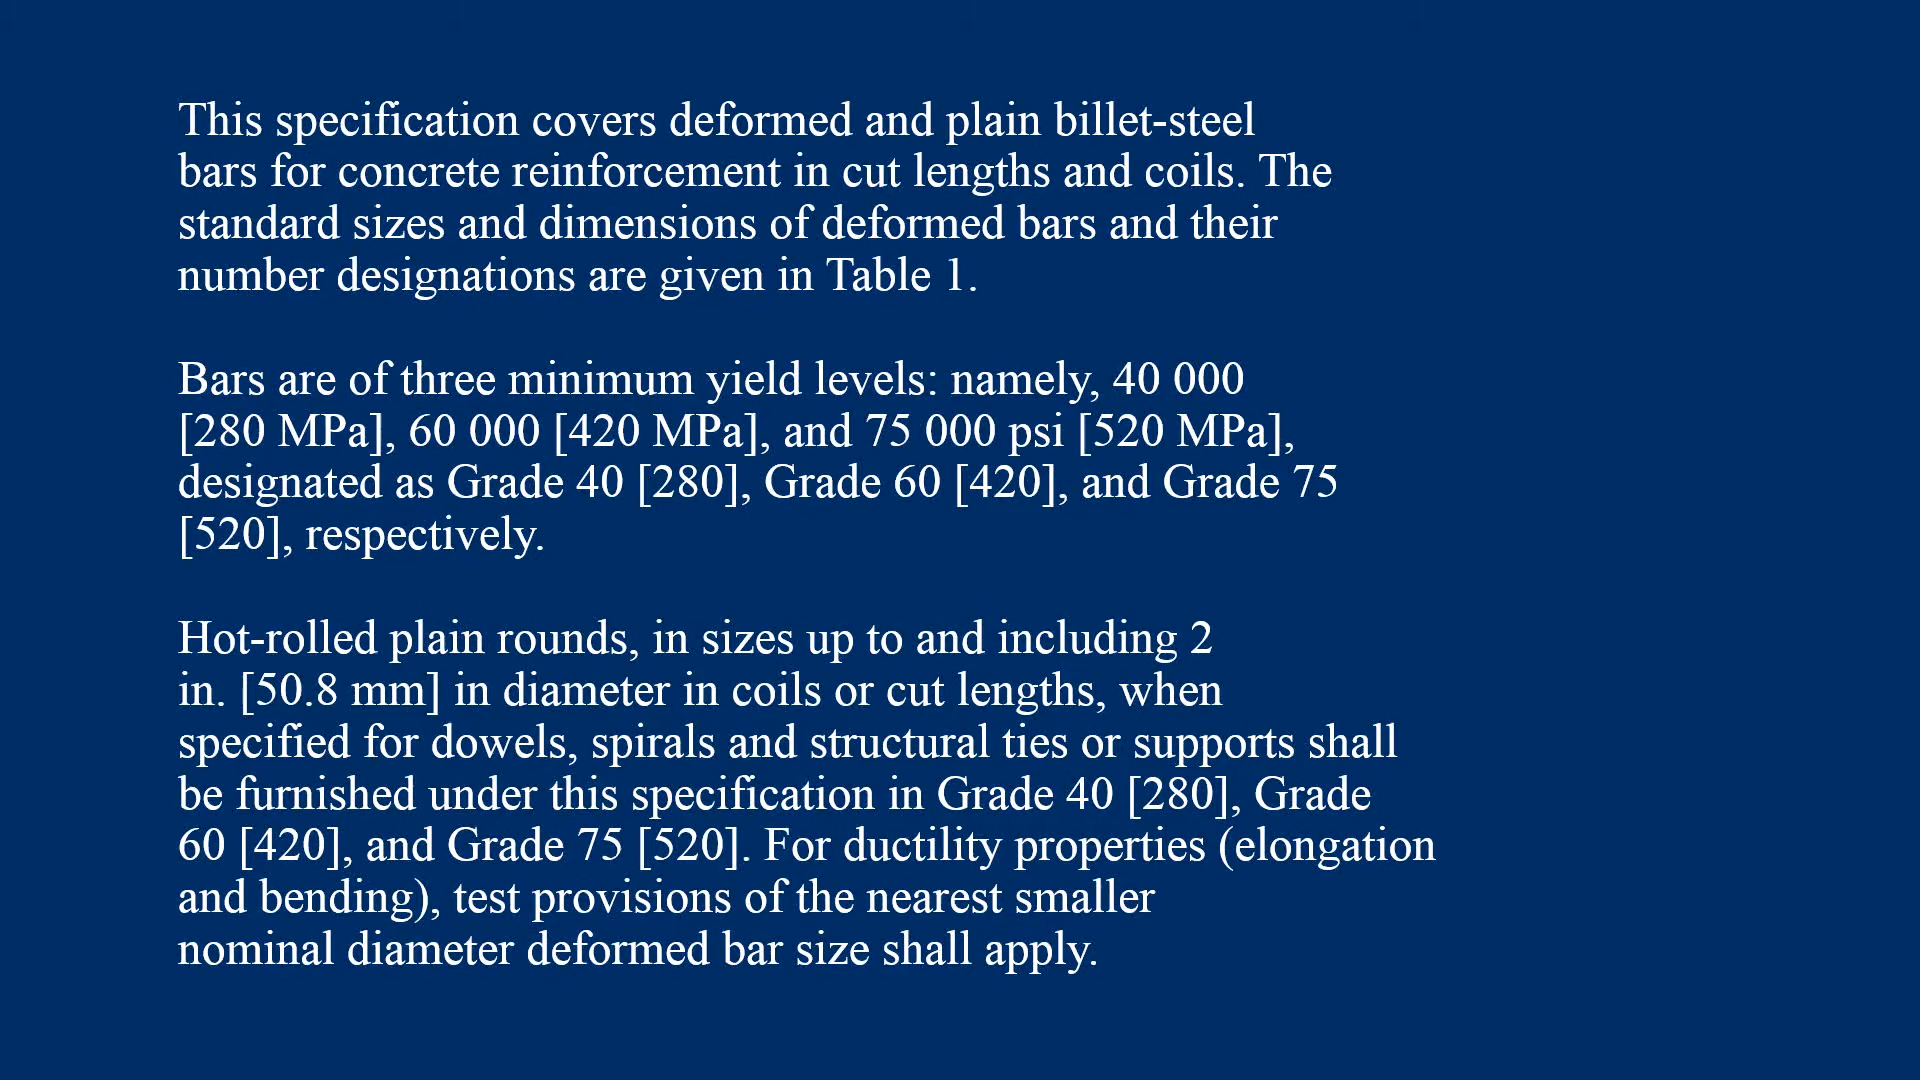 This specification covers deformed and plain billet-steel
bars for concrete reinforcement in cut lengths and coils. The
standard sizes and dimensions of deformed bars and their
number designations are given in Table 1.
Bars are of three minimum yield levels: namely, 40 000
[280 MPa], 60 000 [420 MPa], and 75 000 psi [520 MPa],
designated as Grade 40 [280], Grade 60 [420], and Grade 75
[520], respectively.
Hot-rolled plain rounds, in sizes up to and including 2
in. [50.8 mm] in diameter in coils or cut lengths, when
specified for dowels, spirals and structural ties or supports shall
be furnished under this specification in Grade 40 [280], Grade
60 [420], and Grade 75 [520]. For ductility properties (elongation
and bending), test provisions of the nearest smaller
nominal diameter deformed bar size shall apply.